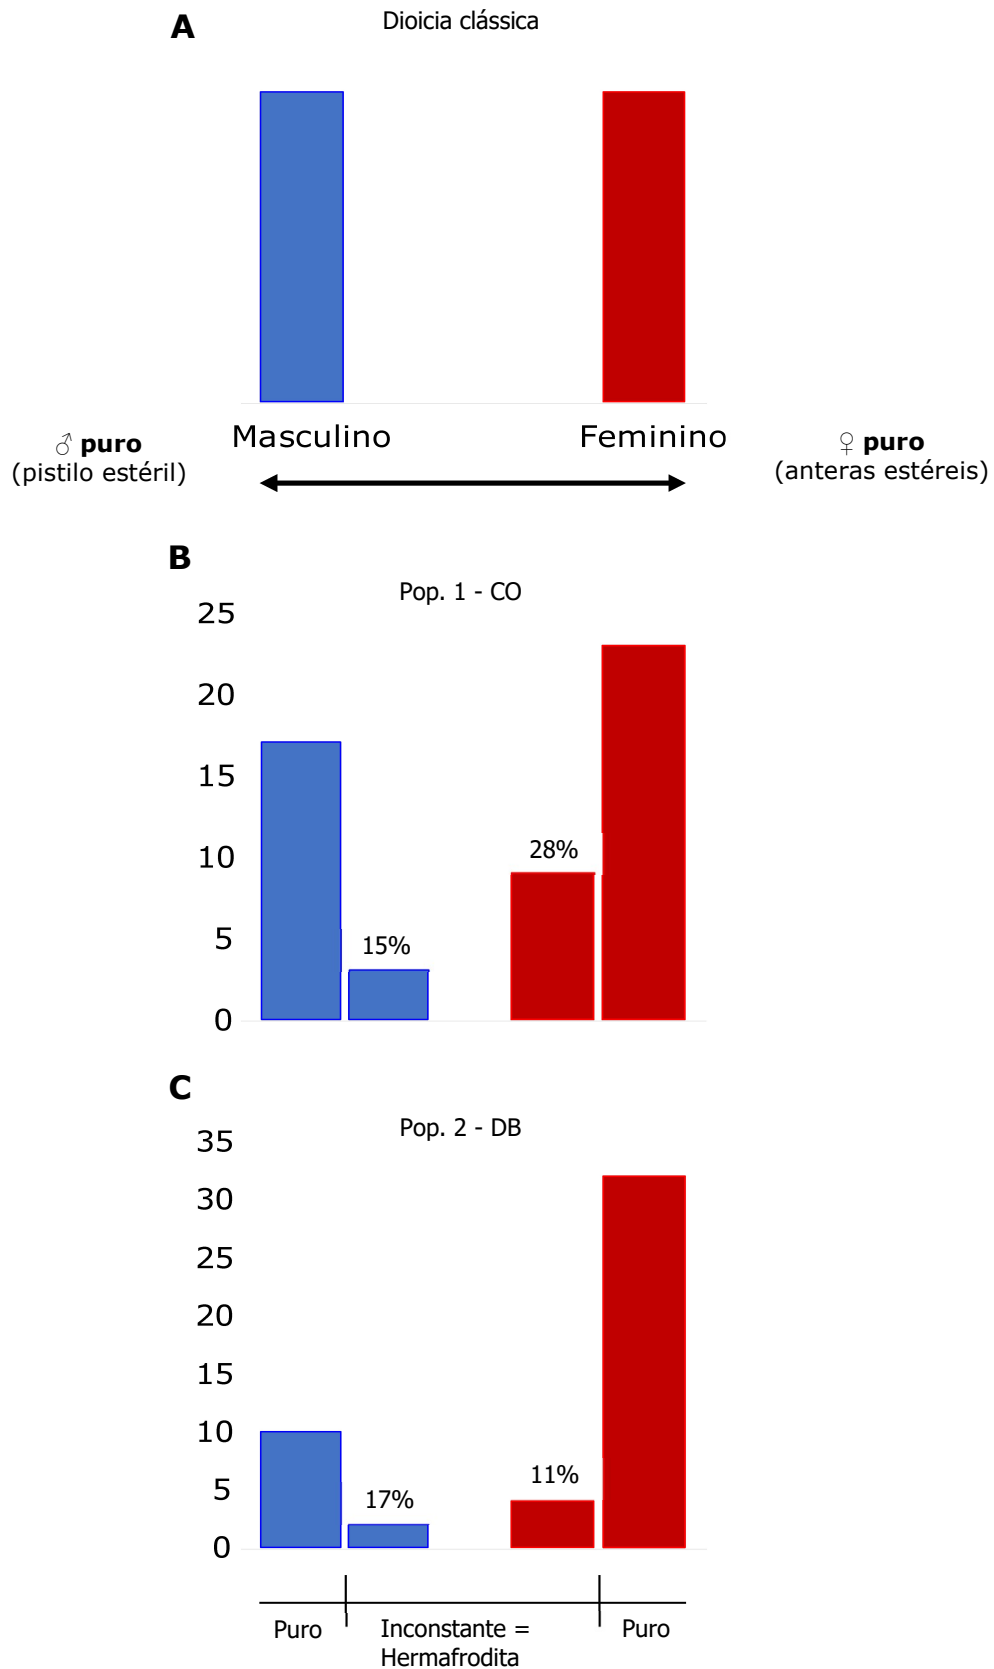 A
Dioicia clássica
Masculino
Feminino
♂ puro
(pistilo estéril)
♀ puro
(anteras estéreis)
B
Pop. 1 - CO
25
20
15
10
5
0
15%
28%
C
Pop. 2 - DB
35
30
25
20
15
10
5
0
17%
11%
Puro
Inconstante =
Hermafrodita
Puro